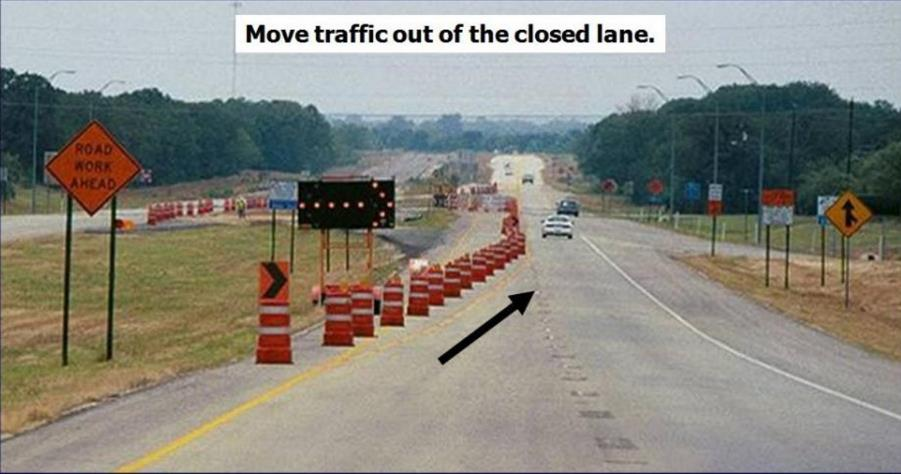 Move traffic out of the closed lane.
ROAD
WORK
AHEAD